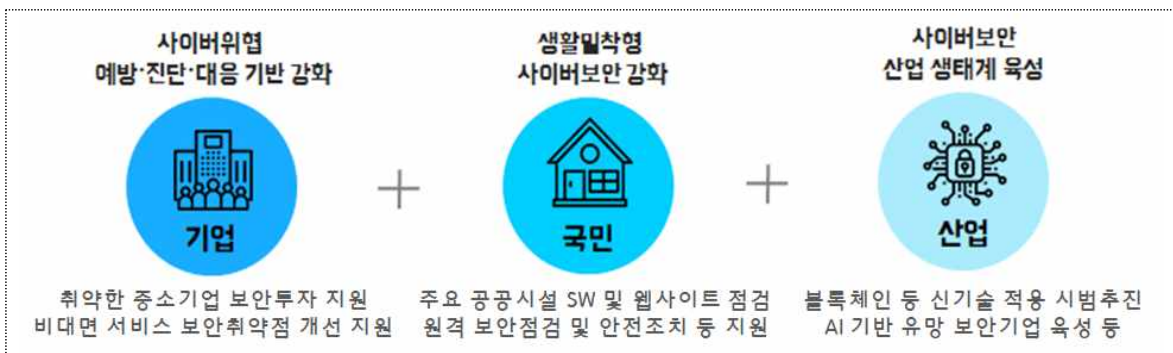 사이버위협
예방·진단·대응 기반 강화
기업
취약한 중소기업 보안투자 지원
비대면 서비스 보안취약점 개선 지원
생활밀착형
사이버보안 강화
국민
주요 공공시설 SW 및 웹사이트 점검
원격 보안점검 및 안전조치 등 지원
사이버보안
산업 생태계 육성
산업
블록체인 등 신기술 적용 시범추진
AI 기반 유망 보안기업 육성 등